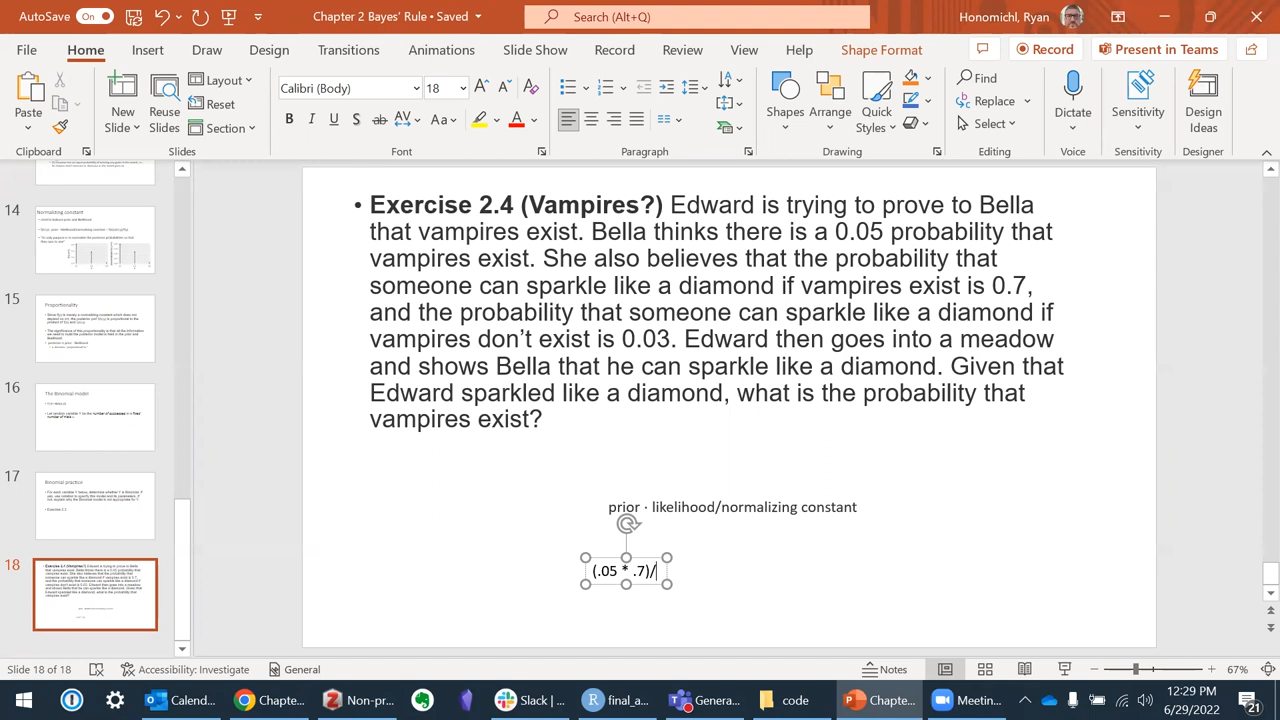 AutoSave On
Chapter 2 Bayes' Rule • Saved
Search (Alt+Q)
Honomichl, Ryan
File Home Insert Draw Design Transitions Animations Slide Show Record Review View Help Shape Format
Record
Present in Teams
Paste
New Slide
Reuse Slides
Layout
Reset
Section
Calibri (Body) 18
B I U S ab AV Aa A
Shapes Arrange Quick Styles
Find
Replace
Select
Dictate
Sensitivity
Design Ideas
Clipboard Slides Font Paragraph Drawing Editing Voice Sensitivity Designer
14
Normalizing constant
15
Proportionality
16
The Binomial model
17
Binomial practice
18
• Exercise 2.4 (Vampires?) Edward is trying to prove to Bella
that vampires exist. Bella thinks there is a 0.05 probability that
vampires exist. She also believes that the probability that
someone can sparkle like a diamond if vampires exist is 0.7,
and the probability that someone can sparkle like a diamond if
vampires don't exist is 0.03. Edward then goes into a meadow
and shows Bella that he can sparkle like a diamond. Given that
Edward sparkled like a diamond, what is the probability that
vampires exist?
prior · likelihood/normalizing constant
(.05 * .7)/
Slide 18 of 18
Accessibility: Investigate
General
Notes
67%
Calend...
Chapte...
Non-pr...
Slack |...
f_anal...
Genera...
code
Chapte...
Meetin...
12:29 PM
6/29/2022
21